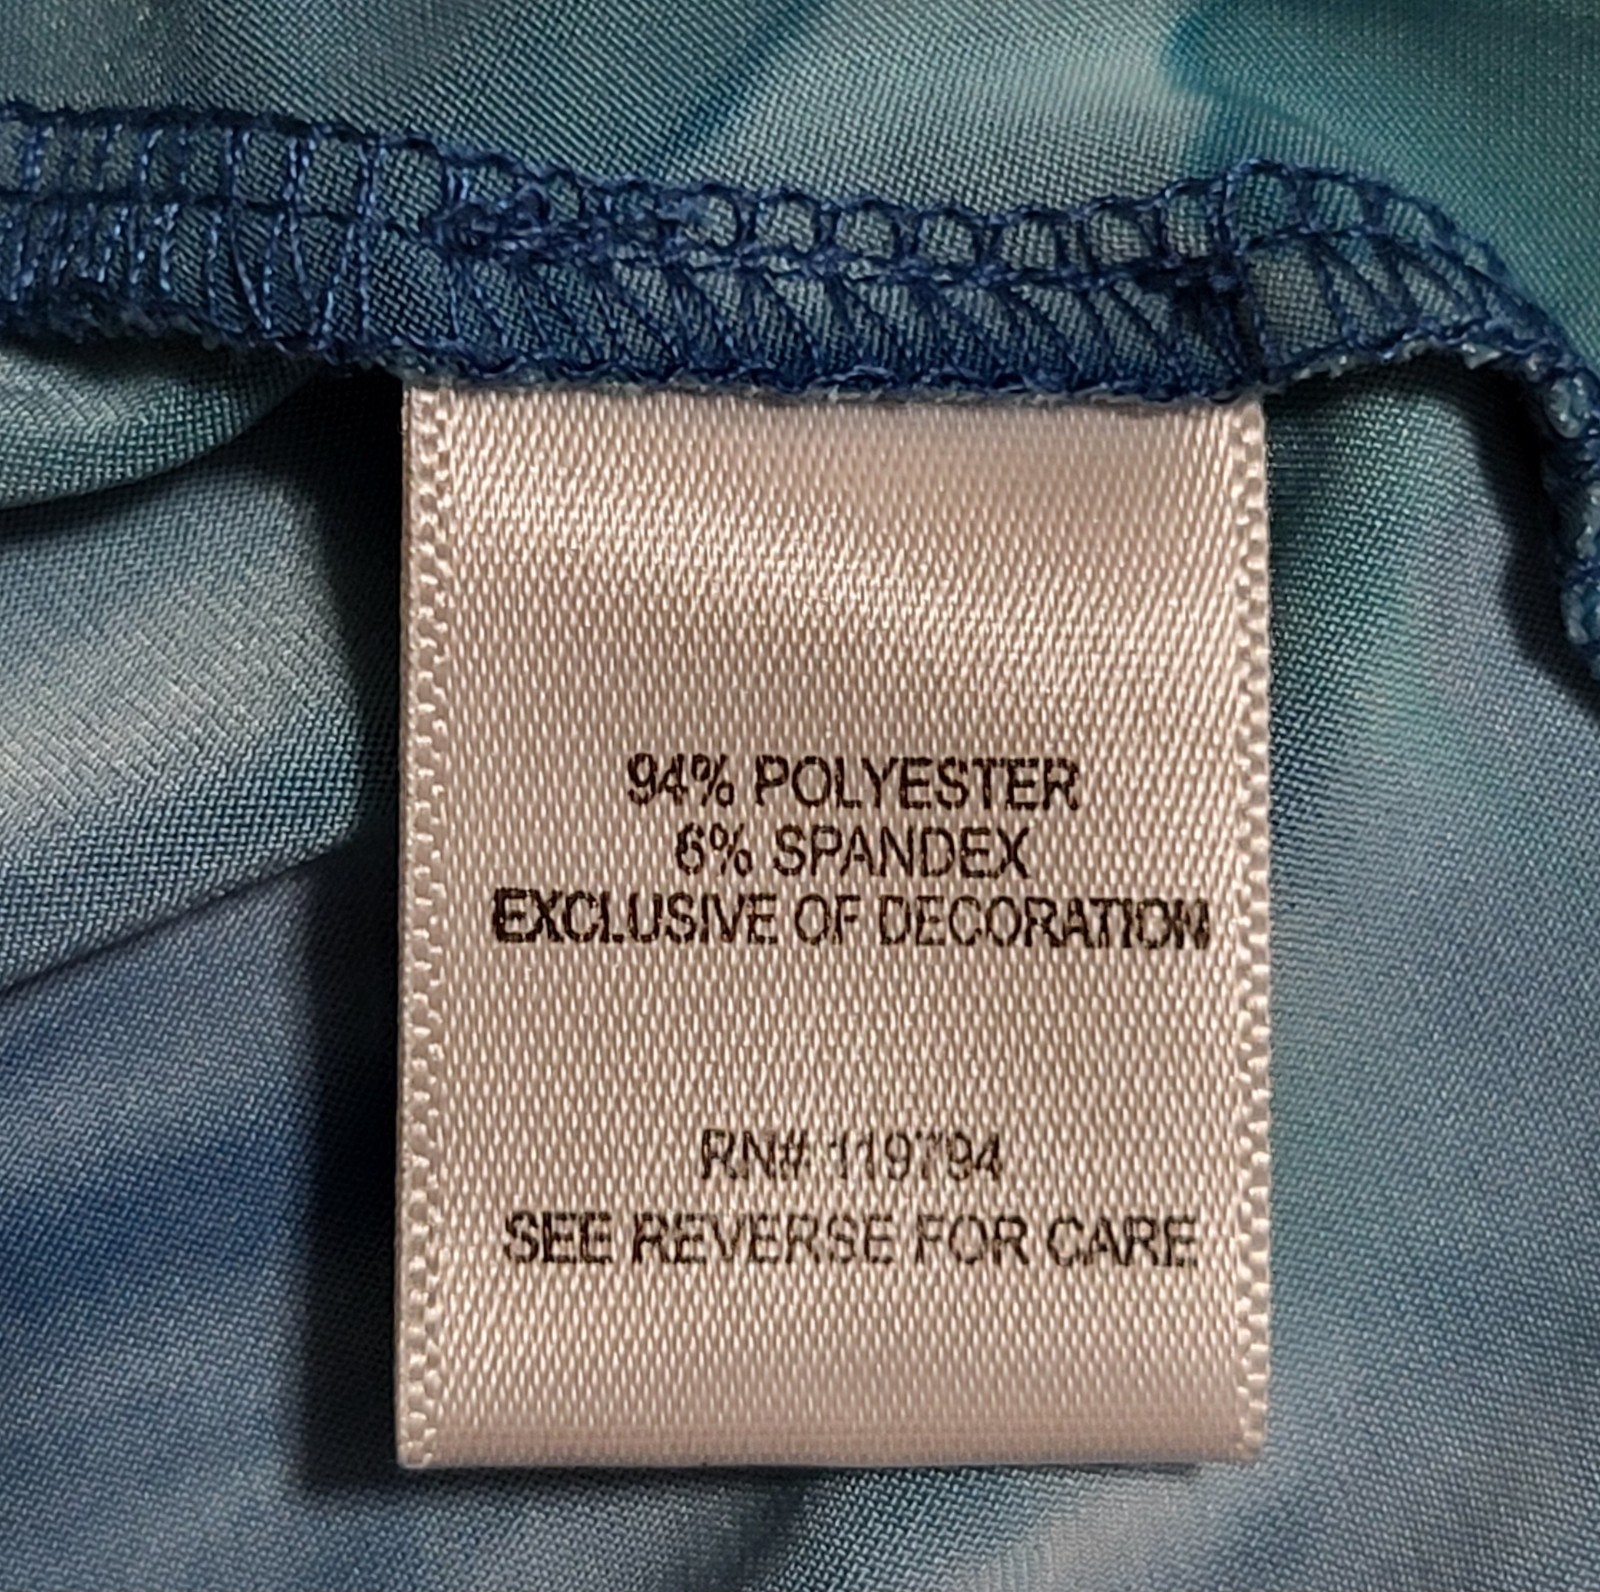 94% POLYESTER
6% SPANDEX
EXCLUSIVE OF DECORATION
RN# 119794
SEE REVERSE FOR CARE